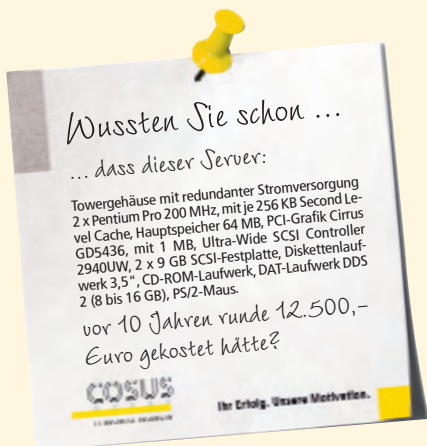 Wussten Sie schon ...
... dass dieser Server:
Towergehäuse mit redundanter Stromversorgung
2 x Pentium Pro 200 MHz, mit je 256 KB Second Le-
vel Cache, Hauptspeicher 64 MB, PCI-Grafik Cirrus
GD5436, mit 1 MB, Ultra-Wide SCSI Controller
2940UW, 2 x 9 GB SCSI-Festplatte, Diskettenlauf-
werk 3,5", CD-ROM-Laufwerk, DAT-Laufwerk DDS
2 (8 bis 16 GB), PS/2-Maus.
vor 10 Jahren runde 12.500,–
Euro gekostet hätte?
COSUS
Ihr Erfolg. Unsere Motivation.